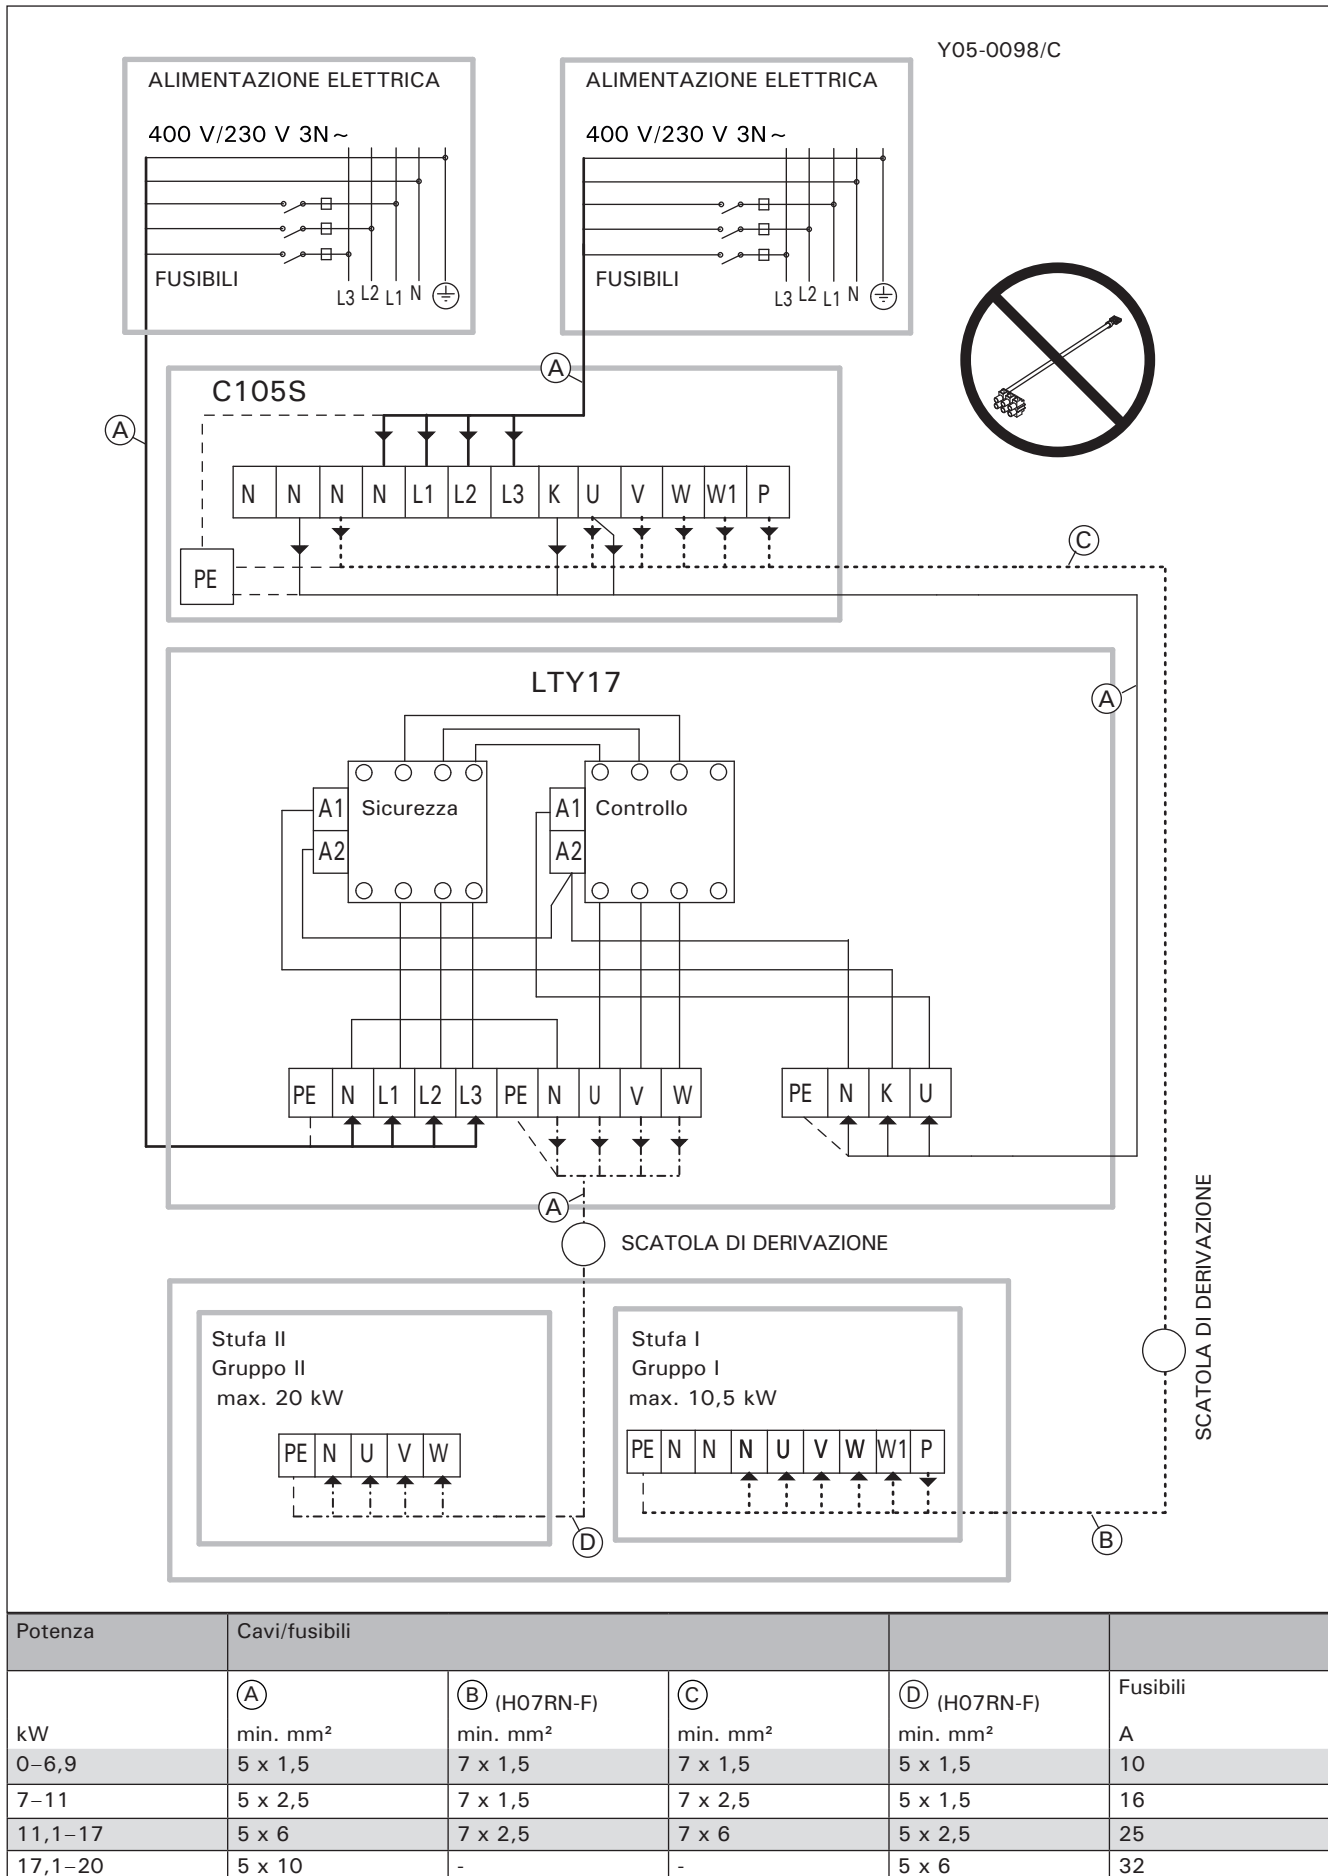 Y05-0098/C
ALIMENTAZIONE ELETTRICA
400 V/230 V 3N~
FUSIBILI
L3 L2 L1 N
ALIMENTAZIONE ELETTRICA
400 V/230 V 3N~
FUSIBILI
L3 L2 L1 N
A
A
C105S
N N N N L1 L2 L3 K U V W W1 P
PE
C
A
LTY17
A1 Sicurezza
A2
A1 Controllo
A2
PE N L1 L2 L3 PE N U V W
PE N K U
A
SCATOLA DI DERIVAZIONE
SCATOLA DI DERIVAZIONE
Stufa II
Gruppo II
max. 20 kW
PE N U V W
D
Stufa I
Gruppo I
max. 10,5 kW
PE N N N U V W W1 P
B
Potenza Cavi/fusibili
A B (H07RN-F) C D (H07RN-F) Fusibili
kW min. mm² min. mm² min. mm² min. mm² A
0–6,9 5 x 1,5 7 x 1,5 7 x 1,5 5 x 1,5 10
7–11 5 x 2,5 7 x 1,5 7 x 2,5 5 x 1,5 16
11,1–17 5 x 6 7 x 2,5 7 x 6 5 x 2,5 25
17,1–20 5 x 10 - - 5 x 6 32